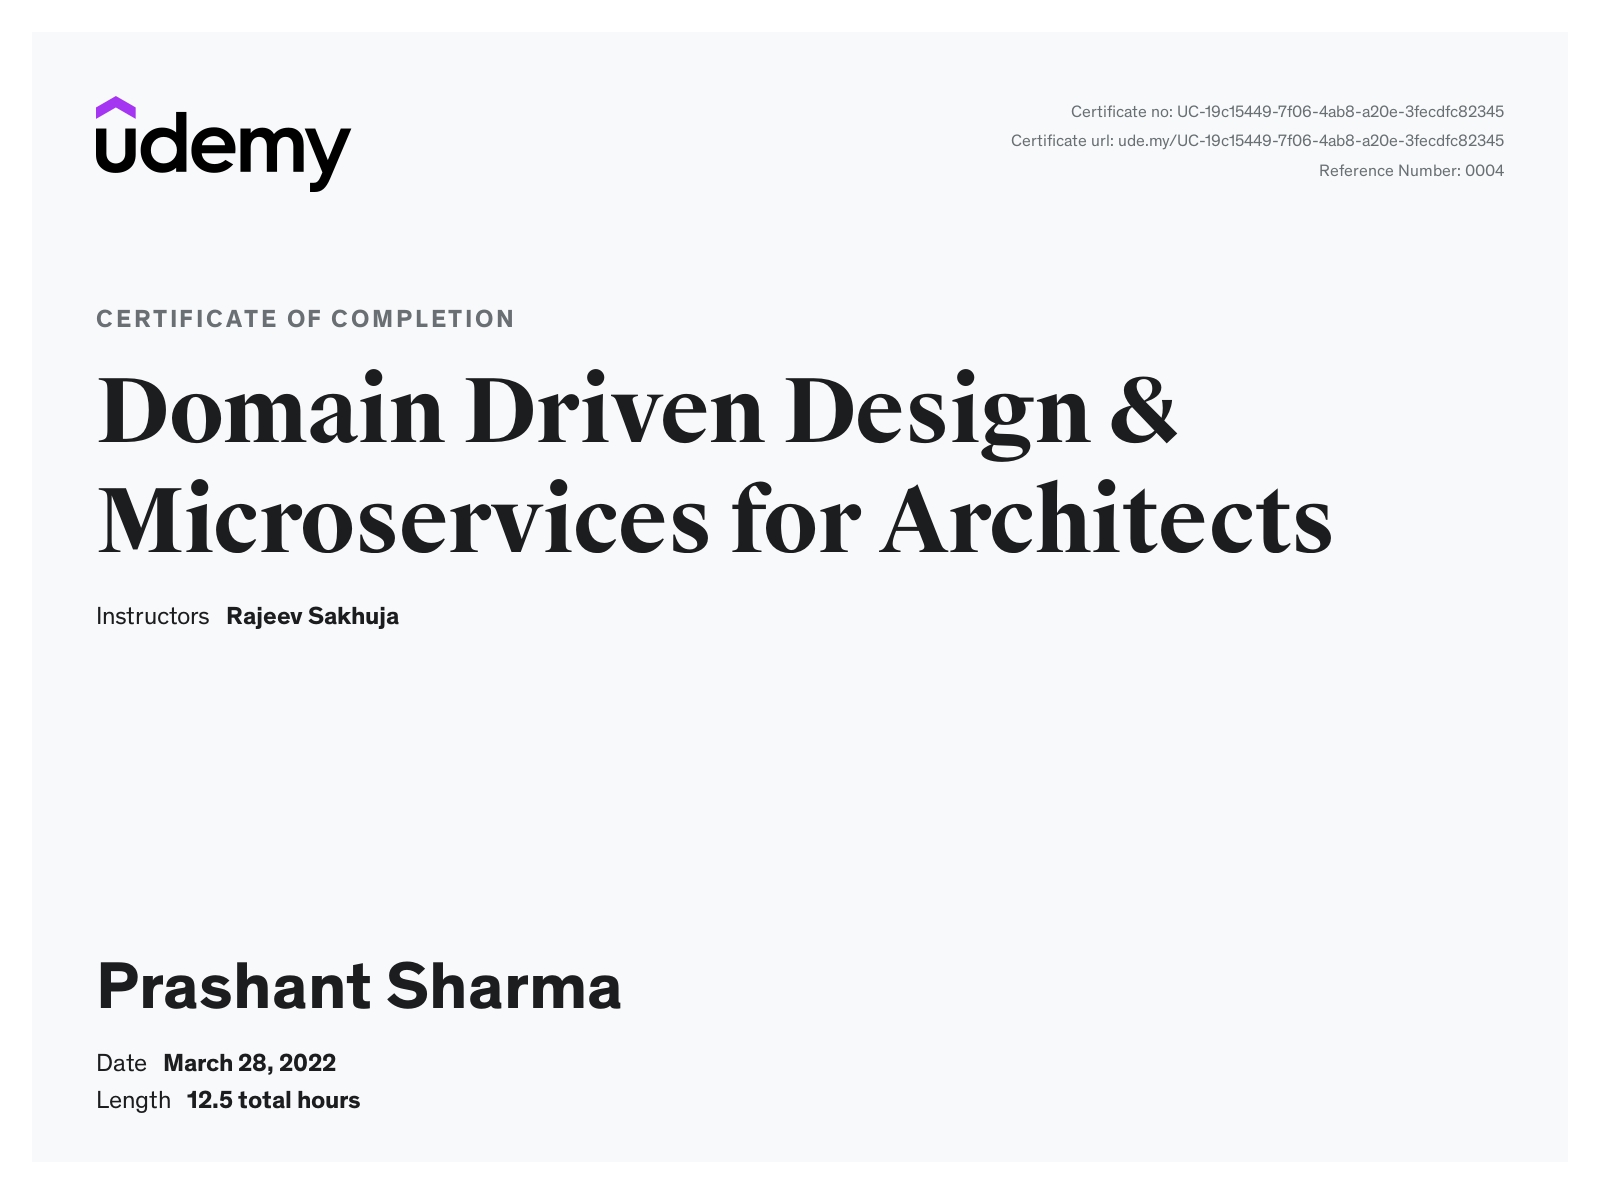 udemy
Certificate no: UC-19c15449-7f06-4ab8-a20e-3fecdfc82345
Certificate url: ude.my/UC-19c15449-7f06-4ab8-a20e-3fecdfc82345
Reference Number: 0004
CERTIFICATE OF COMPLETION
Domain Driven Design &
Microservices for Architects
Instructors Rajeev Sakhuja
Prashant Sharma
Date March 28, 2022
Length 12.5 total hours